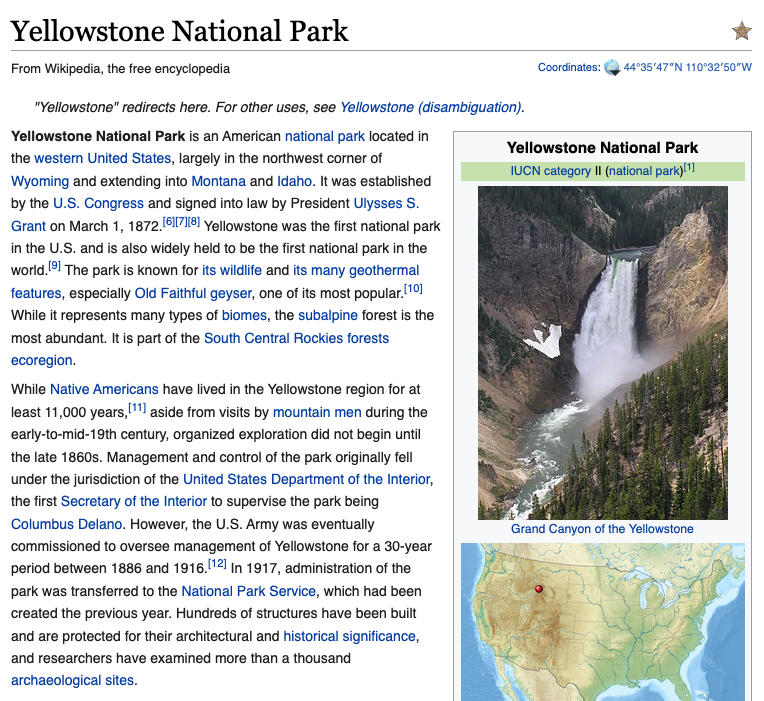 Yellowstone National Park
From Wikipedia, the free encyclopedia
Coordinates: 44°35′47″N 110°32′50″W
"Yellowstone" redirects here. For other uses, see Yellowstone (disambiguation).
Yellowstone National Park is an American national park located in
the western United States, largely in the northwest corner of
Wyoming and extending into Montana and Idaho. It was established
by the U.S. Congress and signed into law by President Ulysses S.
Grant on March 1, 1872.[6][7][8] Yellowstone was the first national park
in the U.S. and is also widely held to be the first national park in the
world.[9] The park is known for its wildlife and its many geothermal
features, especially Old Faithful geyser, one of its most popular.[10]
While it represents many types of biomes, the subalpine forest is the
most abundant. It is part of the South Central Rockies forests
ecoregion.
While Native Americans have lived in the Yellowstone region for at
least 11,000 years,[11] aside from visits by mountain men during the
early-to-mid-19th century, organized exploration did not begin until
the late 1860s. Management and control of the park originally fell
under the jurisdiction of the United States Department of the Interior,
the first Secretary of the Interior to supervise the park being
Columbus Delano. However, the U.S. Army was eventually
commissioned to oversee management of Yellowstone for a 30-year
period between 1886 and 1916.[12] In 1917, administration of the
park was transferred to the National Park Service, which had been
created the previous year. Hundreds of structures have been built
and are protected for their architectural and historical significance,
and researchers have examined more than a thousand
archaeological sites.
Yellowstone National Park
IUCN category II (national park)[1]
Grand Canyon of the Yellowstone